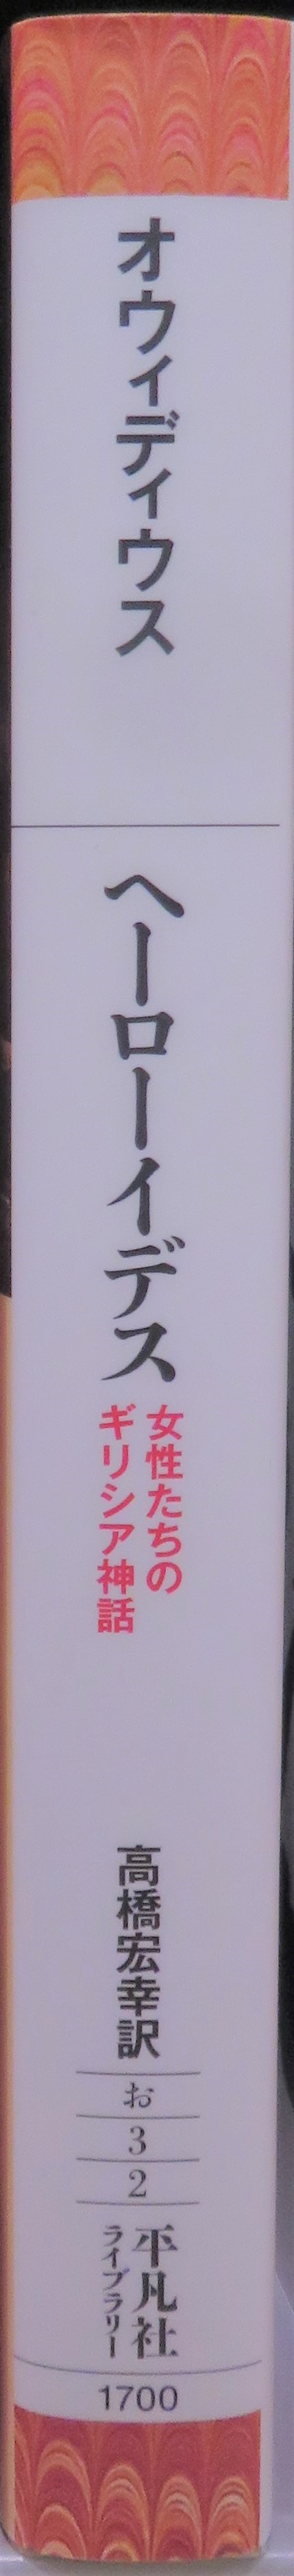 オウィディウス
ヘーローイデス
女性たちの
ギリシア神話
高橋宏幸訳
お
3
2
平凡社
ライブラリー
1700